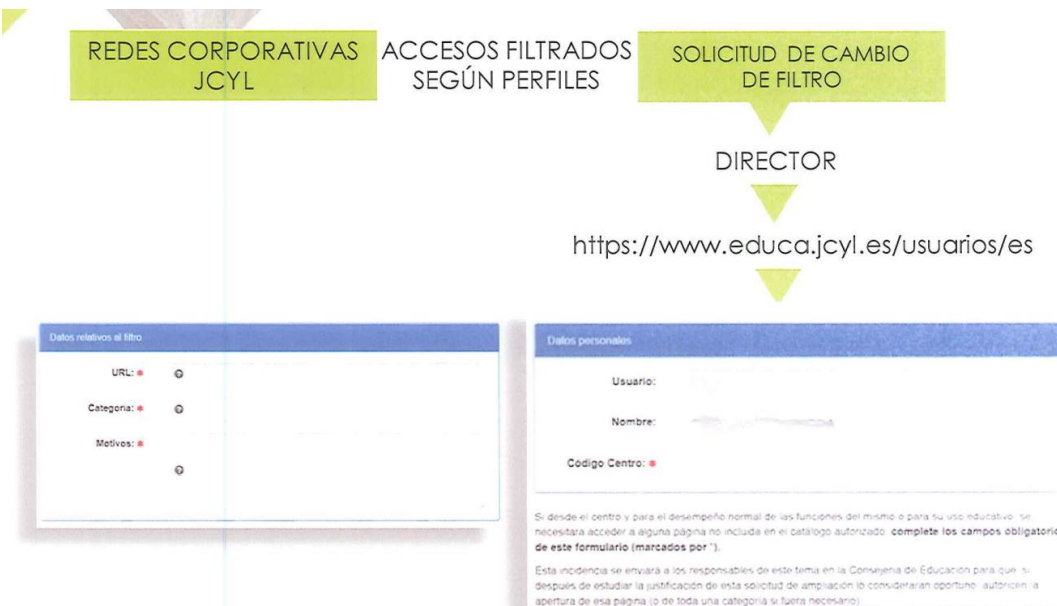 REDES CORPORATIVAS
JCYL
ACCESOS FILTRADOS
SEGÚN PERFILES
SOLICITUD DE CAMBIO
DE FILTRO
DIRECTOR
https://www.educa.jcyl.es/usuarios/es
Datos relativos al filtro
URL: *
Categoria: *
Motivos: *
Datos personales
Usuario:
Nombre:
Código Centro: *
Si desde el centro y para el desempeño normal de las funciones del mismo o para su uso educativo, se
necesitara acceder a alguna página no incluida en el catálogo autorizado, complete los campos obligatorio
de este formulario (marcados por *).
Esta incidencia se enviará a los responsables de este tema en la Consejería de Educación para que, si
después de estudiar la justificación de esta solicitud de ampliación lo consideraran oportuno, autoricen la
apertura de esa página (o de toda una categoría si fuera necesario)